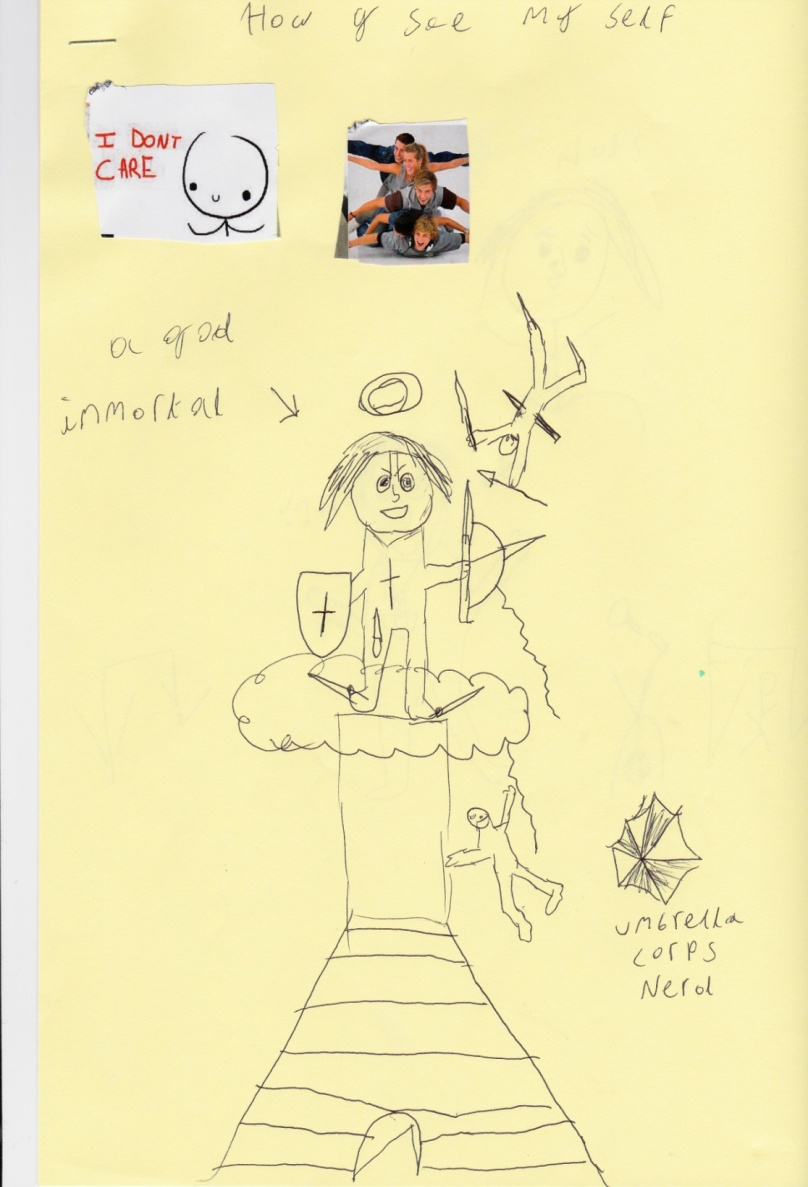 How I See My Self
I DONT
CARE
a god
immortal
umbrella
corps
Nerd